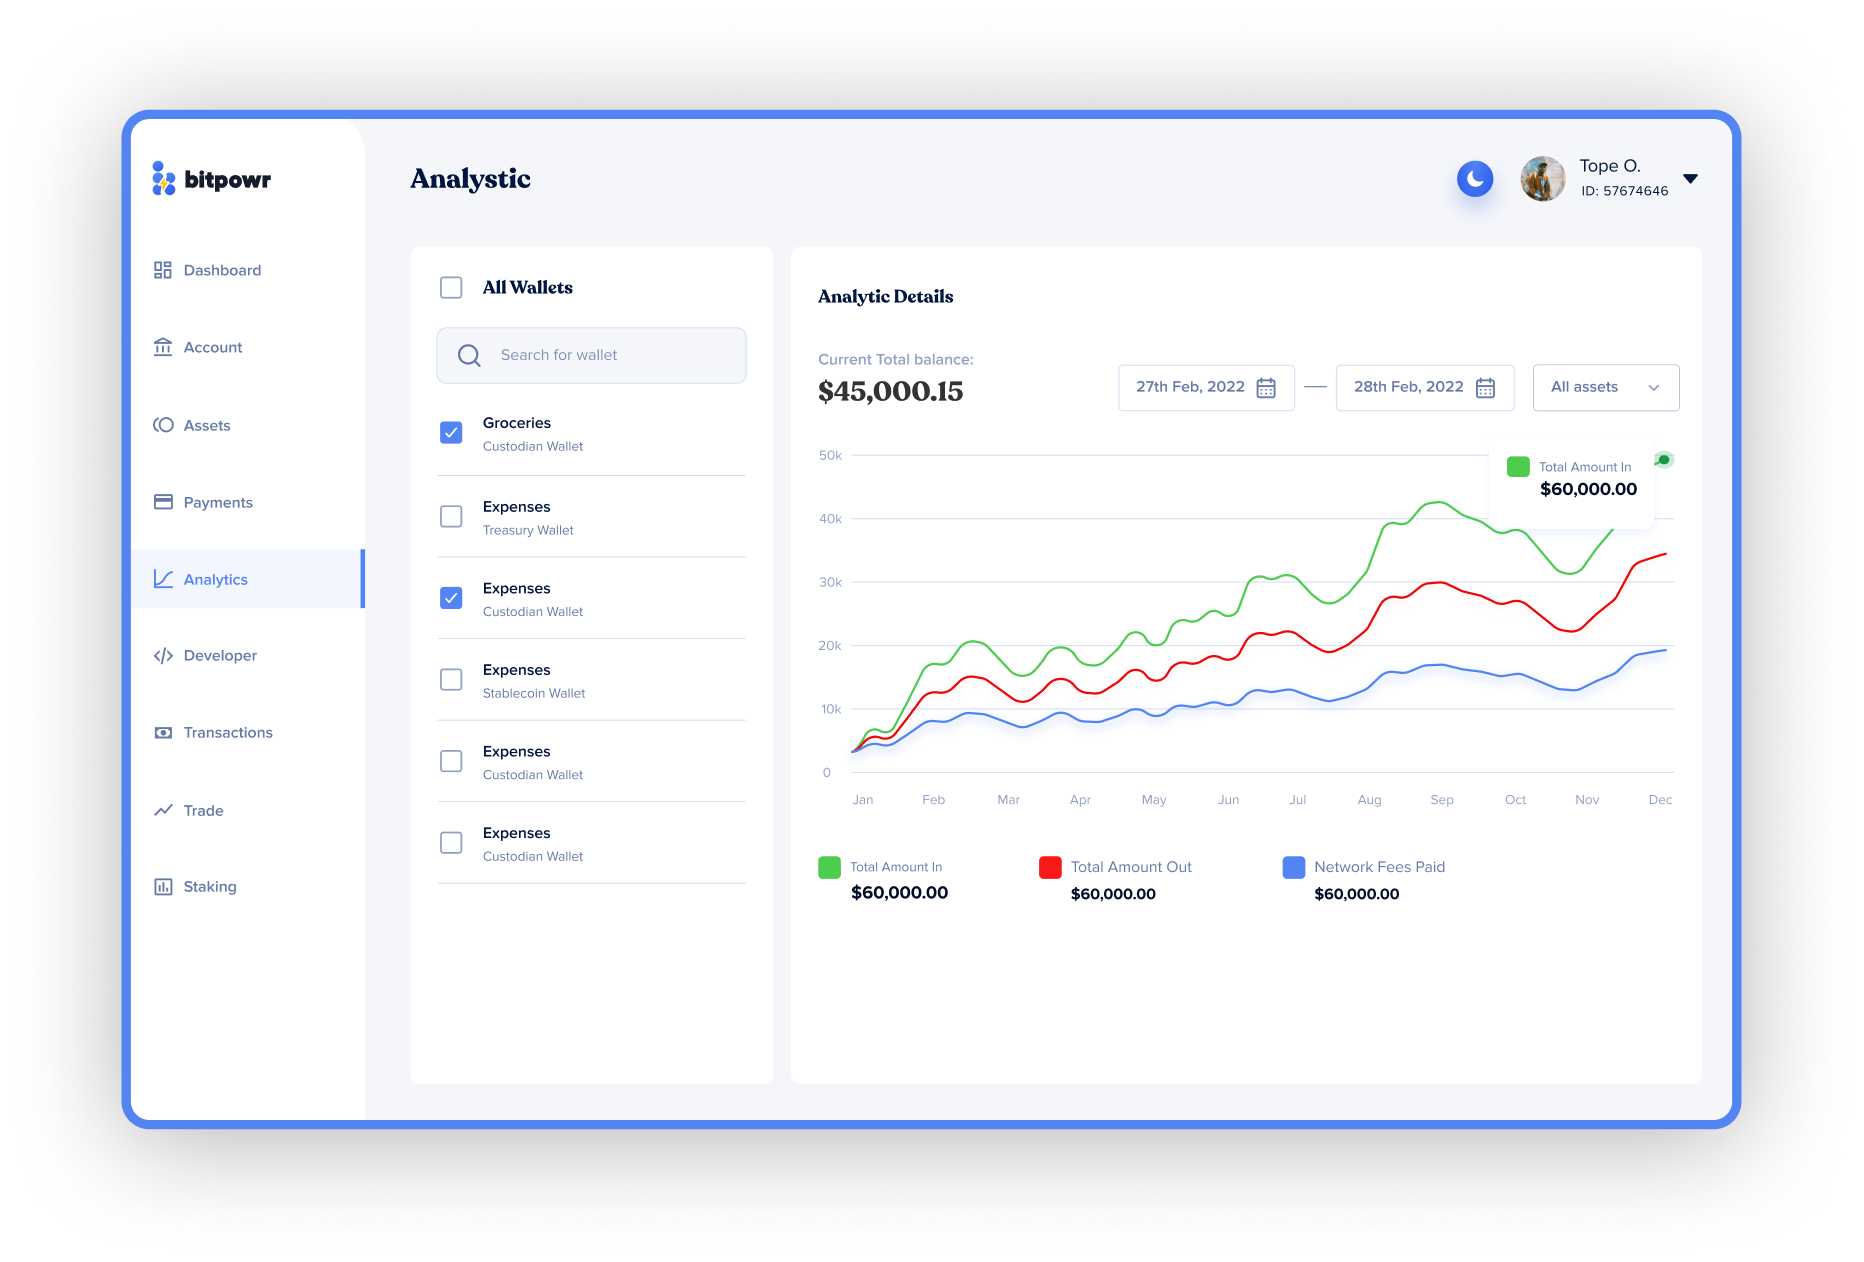 bitpowr
Dashboard
Account
Assets
Payments
Analytics
Developer
Transactions
Trade
Staking
Analystic
Tope O.
ID: 57674646
All Wallets
Search for wallet
Groceries
Custodian Wallet
Expenses
Treasury Wallet
Expenses
Custodian Wallet
Expenses
Stablecoin Wallet
Expenses
Custodian Wallet
Expenses
Custodian Wallet
Analytic Details
Current Total balance:
$45,000.15
27th Feb, 2022
28th Feb, 2022
All assets
Total Amount In
$60,000.00
50k
40k
30k
20k
10k
0
Jan Feb Mar Apr May Jun Jul Aug Sep Oct Nov Dec
Total Amount In
$60,000.00
Total Amount Out
$60,000.00
Network Fees Paid
$60,000.00